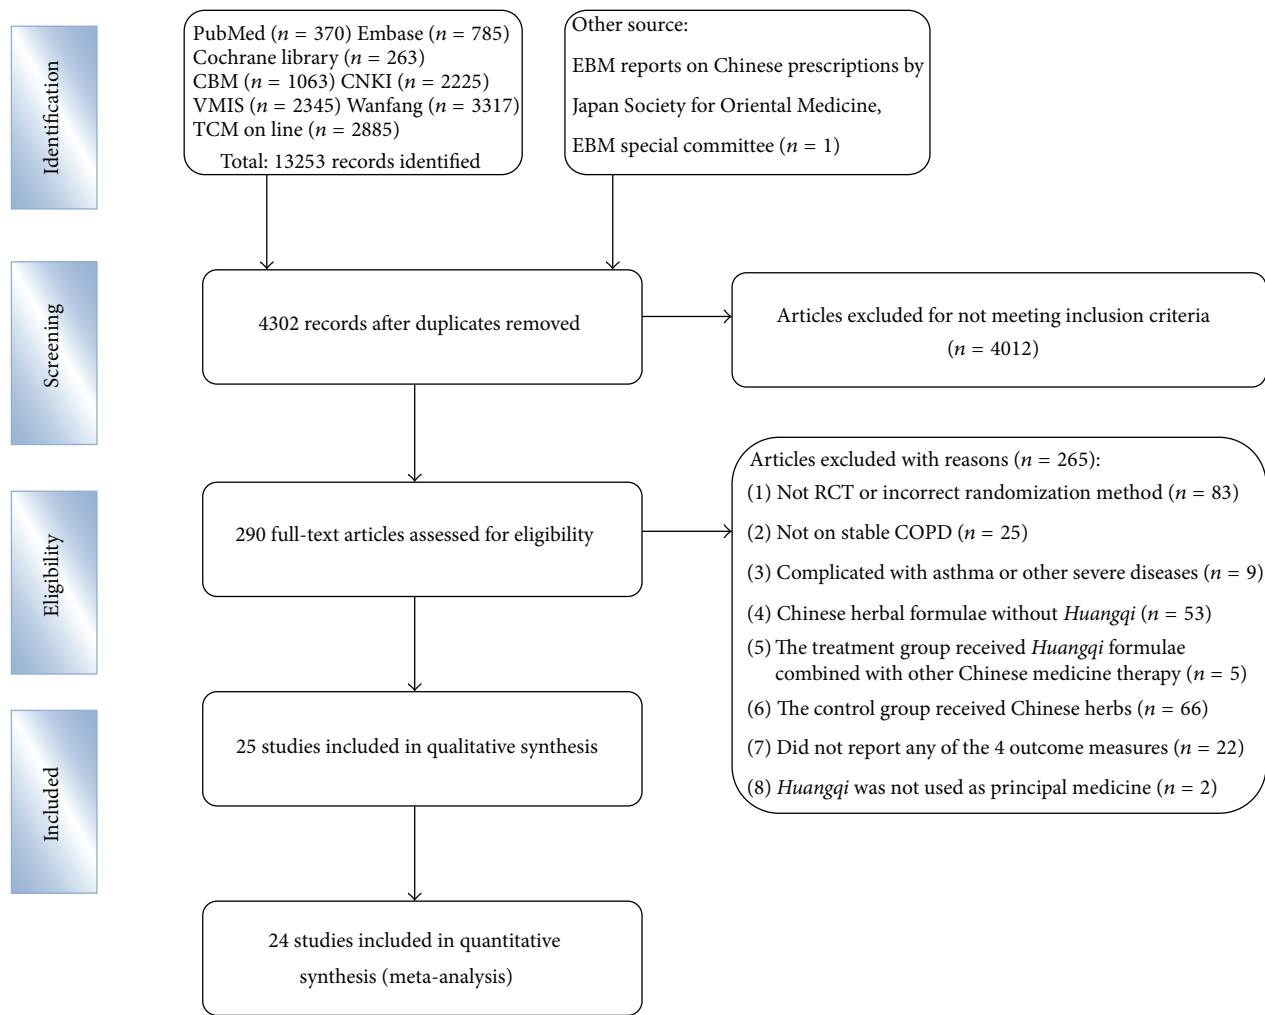 Identification
PubMed (n = 370) Embase (n = 785)
Cochrane library (n = 263)
CBM (n = 1063) CNKI (n = 2225)
VMIS (n = 2345) Wanfang (n = 3317)
TCM on line (n = 2885)
Total: 13253 records identified
Other source:
EBM reports on Chinese prescriptions by
Japan Society for Oriental Medicine,
EBM special committee (n = 1)
Screening
4302 records after duplicates removed
Articles excluded for not meeting inclusion criteria
(n = 4012)
Eligibility
290 full-text articles assessed for eligibility
Articles excluded with reasons (n = 265):
(1) Not RCT or incorrect randomization method (n = 83)
(2) Not on stable COPD (n = 25)
(3) Complicated with asthma or other severe diseases (n = 9)
(4) Chinese herbal formulae without Huangqi (n = 53)
(5) The treatment group received Huangqi formulae
combined with other Chinese medicine therapy (n = 5)
(6) The control group received Chinese herbs (n = 66)
(7) Did not report any of the 4 outcome measures (n = 22)
(8) Huangqi was not used as principal medicine (n = 2)
Included
25 studies included in qualitative synthesis
24 studies included in quantitative
synthesis (meta-analysis)